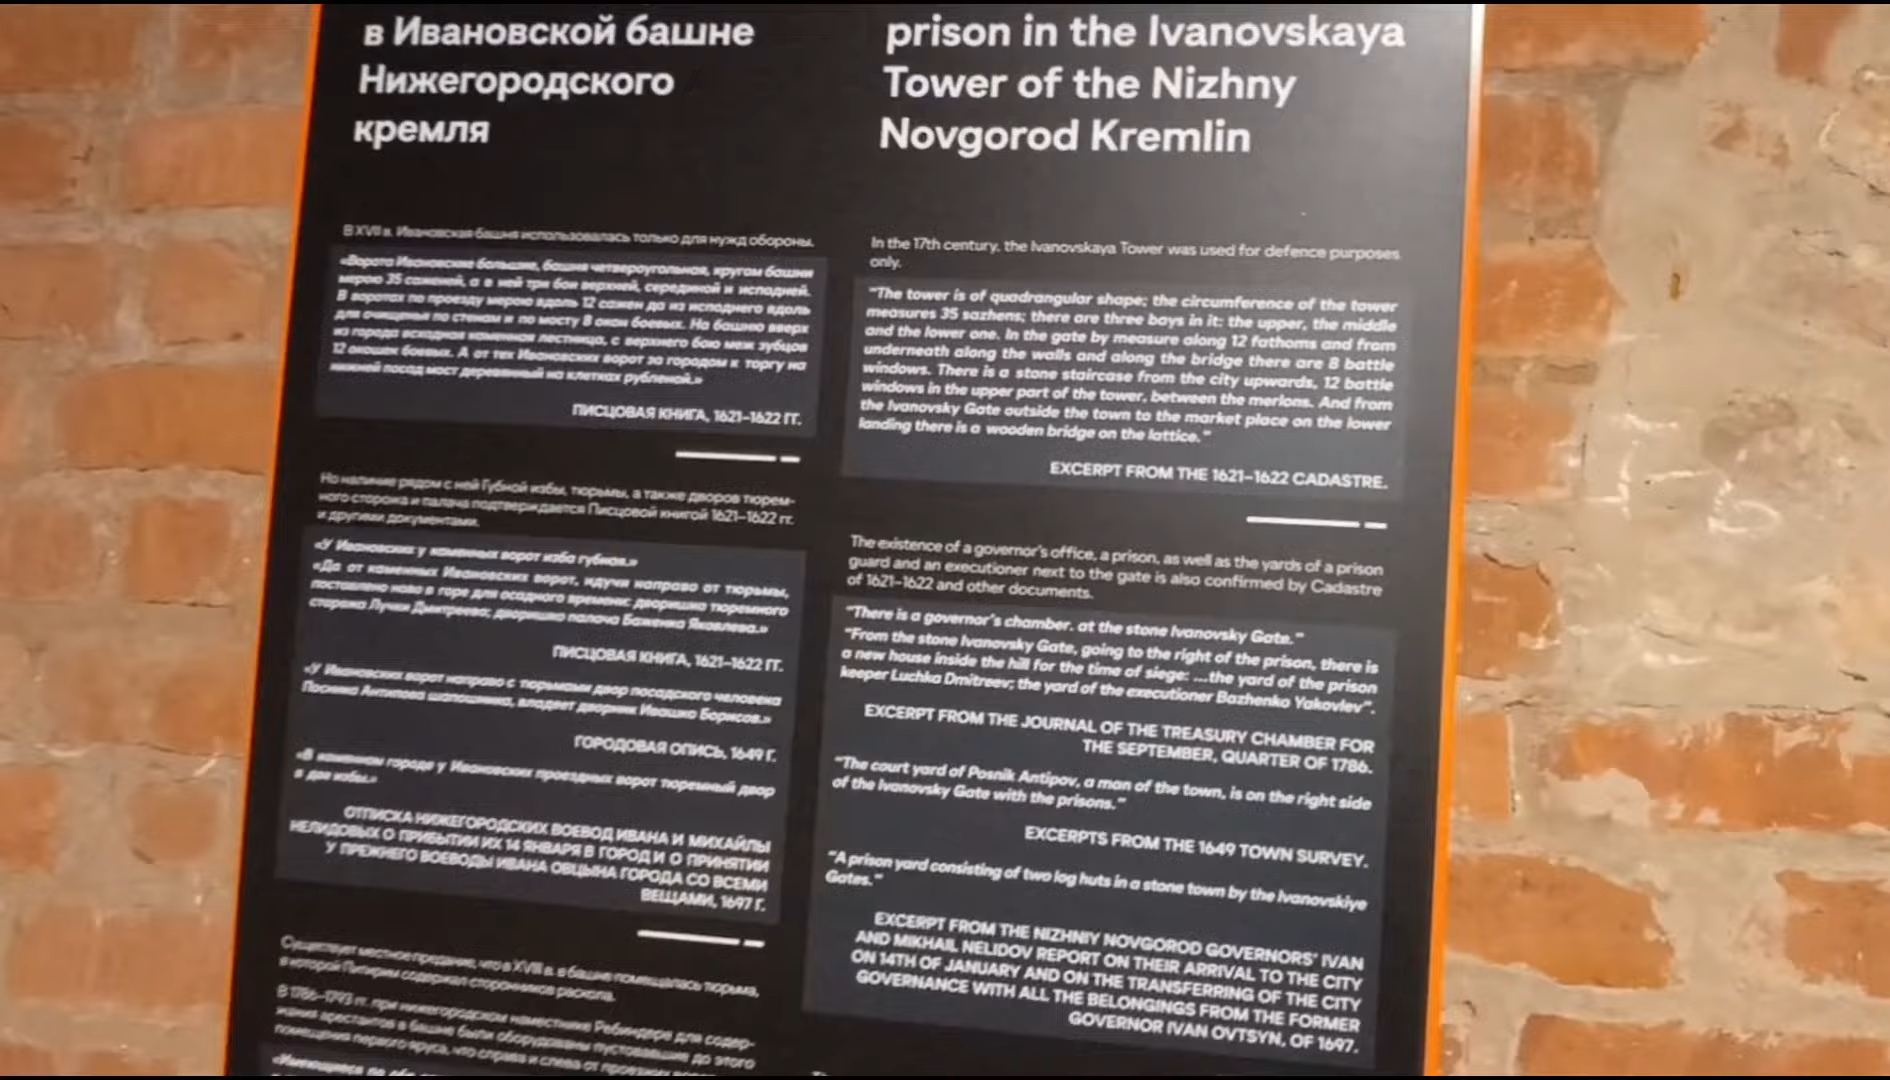 в Ивановской башне
Нижегородского
кремля
В XVII в. Ивановская башня использовалась только для нужд обороны.
«Ворота Ивановские большие, башня четвероугольная, кругом башни
мерою 35 саженей, а в ней три бои верхней, серединой и исподней.
В воротах по проезду мерою вдоль 12 сажен да из исподнего вдоль
для очищенья по стенам и по мосту 8 окон боевых. На башню вверх
из города всходная каменная лестница, с верхнего бою меж зубцов
12 окошек боевых. А от тех Ивановских ворот за городом к торгу на
нижней посад мост деревянный на клетках рубленой.»
ПИСЦОВАЯ КНИГА, 1621–1622 ГГ.
Но наличие рядом с ней Губной избы, тюрьмы, а также дворов тюрем-
ного сторожа и палача подтверждается Писцовой книгой 1621–1622 гг.
и другими документами.
«У Ивановских у каменных ворот изба губная.»
«Да от каменных Ивановских ворот, идучи направо от тюрьмы,
поставлено ново в горе для осадного времени: дворишко тюремного
сторожа Лучки Дмитреева; дворишко палача Баженка Яковлева.»
ПИСЦОВАЯ КНИГА, 1621–1622 ГГ.
«У Ивановских ворот направо с тюрьмами двор посадского человека
Посника Антипова шапошника, владеет дворник Ивашко Борисов.»
ГОРОДОВАЯ ОПИСЬ, 1649 Г.
«В каменном городе у Ивановских проездных ворот тюремный двор
в две избы.»
ОТПИСКА НИЖЕГОРОДСКИХ ВОЕВОД ИВАНА И МИХАЙЛЫ
НЕЛИДОВЫХ О ПРИБЫТИИ ИХ 14 ЯНВАРЯ В ГОРОД И О ПРИНЯТИИ
У ПРЕЖНЕГО ВОЕВОДЫ ИВАНА ОВЦЫНА ГОРОДА СО ВСЕМИ
ВЕЩАМИ, 1697 Г.
Существует местное предание, что в XVIII в. в башне помещалась тюрьма,
в которой Питирим содержал сторонников раскола.
В 1786–1793 гг. при нижегородском наместнике Ребиндере для содер-
жания арестантов в башне были оборудованы пустовавшие до этого
помещения первого яруса, что справа и слева от проезжих
«Имеющиеся по обе
prison in the Ivanovskaya
Tower of the Nizhny
Novgorod Kremlin
In the 17th century, the Ivanovskaya Tower was used for defence purposes
only.
"The tower is of quadrangular shape; the circumference of the tower
measures 35 sazhens; there are three bays in it: the upper, the middle
and the lower one. In the gate by measure along 12 fathoms and from
underneath along the walls and along the bridge there are 8 battle
windows. There is a stone staircase from the city upwards, 12 battle
windows in the upper part of the tower, between the merlons. And from
the Ivanovsky Gate outside the town to the market place on the lower
landing there is a wooden bridge on the lattice."
EXCERPT FROM THE 1621–1622 CADASTRE.
The existence of a governor's office, a prison, as well as the yards of a prison
guard and an executioner next to the gate is also confirmed by Cadastre
of 1621–1622 and other documents.
"There is a governor's chamber. at the stone Ivanovsky Gate."
"From the stone Ivanovsky Gate, going to the right of the prison, there is
a new house inside the hill for the time of siege: ...the yard of the prison
keeper Luchka Dmitreev; the yard of the executioner Bazhenko Yakovlev".
EXCERPT FROM THE JOURNAL OF THE TREASURY CHAMBER FOR
THE SEPTEMBER, QUARTER OF 1786.
"The court yard of Posnik Antipov, a man of the town, is on the right side
of the Ivanovsky Gate with the prisons."
EXCERPTS FROM THE 1649 TOWN SURVEY.
"A prison yard consisting of two log huts in a stone town by the Ivanovskiye
Gates."
EXCERPT FROM THE NIZHNIY NOVGOROD GOVERNORS' IVAN
AND MIKHAIL NELIDOV REPORT ON THEIR ARRIVAL TO THE CITY
ON 14TH OF JANUARY AND ON THE TRANSFERRING OF THE CITY
GOVERNANCE WITH ALL THE BELONGINGS FROM THE FORMER
GOVERNOR IVAN OVTSYN, OF 1697.